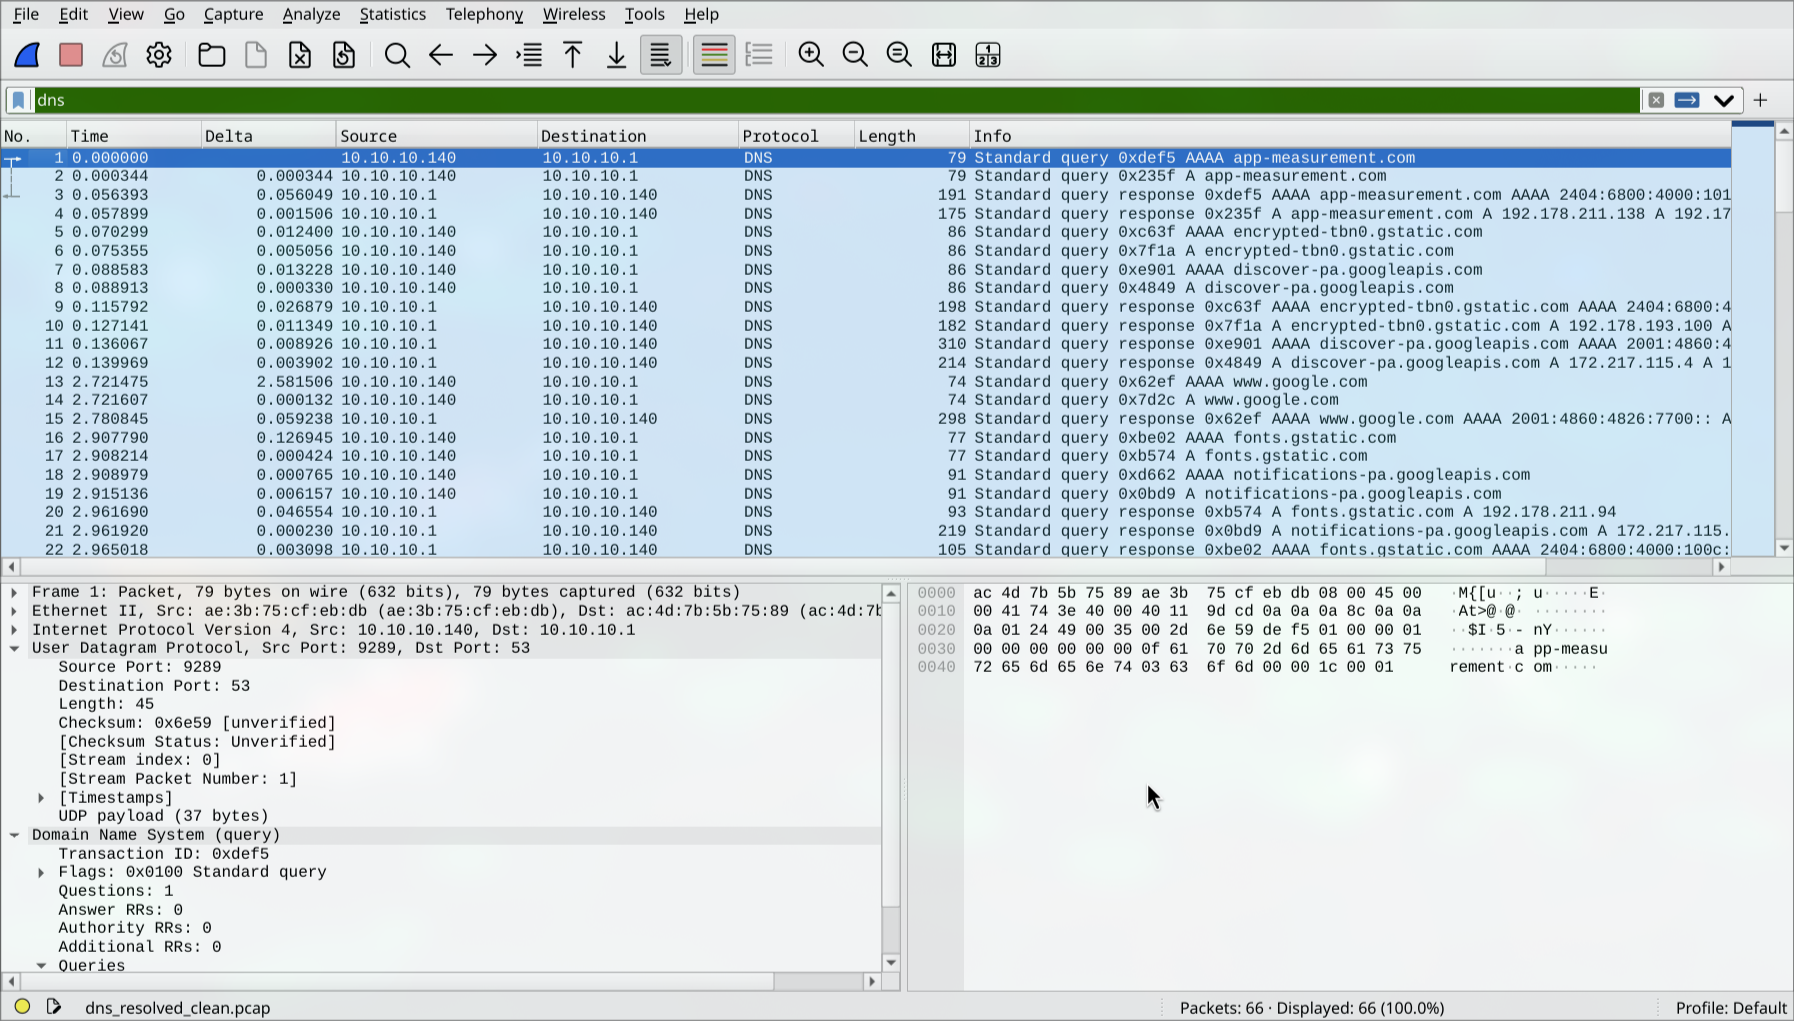 File Edit View Go Capture Analyze Statistics Telephony Wireless Tools Help
dns
No. Time Delta Source Destination Protocol Length Info
1 0.000000 10.10.10.140 10.10.10.1 DNS 79 Standard query 0xdef5 AAAA app-measurement.com
2 0.000344 0.000344 10.10.10.140 10.10.10.1 DNS 79 Standard query 0x235f A app-measurement.com
3 0.056393 0.056049 10.10.10.1 10.10.10.140 DNS 191 Standard query response 0xdef5 AAAA app-measurement.com AAAA 2404:6800:4000:101
4 0.057899 0.001506 10.10.10.1 10.10.10.140 DNS 175 Standard query response 0x235f A app-measurement.com A 192.178.211.138 A 192.17
5 0.070299 0.012400 10.10.10.140 10.10.10.1 DNS 86 Standard query 0xc63f AAAA encrypted-tbn0.gstatic.com
6 0.075355 0.005056 10.10.10.140 10.10.10.1 DNS 86 Standard query 0x7f1a A encrypted-tbn0.gstatic.com
7 0.088583 0.013228 10.10.10.140 10.10.10.1 DNS 86 Standard query 0xe901 AAAA discover-pa.googleapis.com
8 0.088913 0.000330 10.10.10.140 10.10.10.1 DNS 86 Standard query 0x4849 A discover-pa.googleapis.com
9 0.115792 0.026879 10.10.10.1 10.10.10.140 DNS 198 Standard query response 0xc63f AAAA encrypted-tbn0.gstatic.com AAAA 2404:6800:4
10 0.127141 0.011349 10.10.10.1 10.10.10.140 DNS 182 Standard query response 0x7f1a A encrypted-tbn0.gstatic.com A 192.178.193.100 A
11 0.136067 0.008926 10.10.10.1 10.10.10.140 DNS 310 Standard query response 0xe901 AAAA discover-pa.googleapis.com AAAA 2001:4860:4
12 0.139969 0.003902 10.10.10.1 10.10.10.140 DNS 214 Standard query response 0x4849 A discover-pa.googleapis.com A 172.217.115.4 A 1
13 2.721475 2.581506 10.10.10.140 10.10.10.1 DNS 74 Standard query 0x62ef AAAA www.google.com
14 2.721607 0.000132 10.10.10.140 10.10.10.1 DNS 74 Standard query 0x7d2c A www.google.com
15 2.780845 0.059238 10.10.10.1 10.10.10.140 DNS 298 Standard query response 0x62ef AAAA www.google.com AAAA 2001:4860:4826:7700:: A
16 2.907790 0.126945 10.10.10.140 10.10.10.1 DNS 77 Standard query 0xbe02 AAAA fonts.gstatic.com
17 2.908214 0.000424 10.10.10.140 10.10.10.1 DNS 77 Standard query 0xb574 A fonts.gstatic.com
18 2.908979 0.000765 10.10.10.140 10.10.10.1 DNS 91 Standard query 0xd662 AAAA notifications-pa.googleapis.com
19 2.915136 0.006157 10.10.10.140 10.10.10.1 DNS 91 Standard query 0x0bd9 A notifications-pa.googleapis.com
20 2.961690 0.046554 10.10.10.1 10.10.10.140 DNS 93 Standard query response 0xb574 A fonts.gstatic.com A 192.178.211.94
21 2.961920 0.000230 10.10.10.1 10.10.10.140 DNS 219 Standard query response 0x0bd9 A notifications-pa.googleapis.com A 172.217.115.
22 2.965018 0.003098 10.10.10.1 10.10.10.140 DNS 105 Standard query response 0xbe02 AAAA fonts.gstatic.com AAAA 2404:6800:4000:100c:
Frame 1: Packet, 79 bytes on wire (632 bits), 79 bytes captured (632 bits)
Ethernet II, Src: ae:3b:75:cf:eb:db (ae:3b:75:cf:eb:db), Dst: ac:4d:7b:5b:75:89 (ac:4d:7b
Internet Protocol Version 4, Src: 10.10.10.140, Dst: 10.10.10.1
User Datagram Protocol, Src Port: 9289, Dst Port: 53
Source Port: 9289
Destination Port: 53
Length: 45
Checksum: 0x6e59 [unverified]
[Checksum Status: Unverified]
[Stream index: 0]
[Stream Packet Number: 1]
[Timestamps]
UDP payload (37 bytes)
Domain Name System (query)
Transaction ID: 0xdef5
Flags: 0x0100 Standard query
Questions: 1
Answer RRs: 0
Authority RRs: 0
Additional RRs: 0
Queries
0000 ac 4d 7b 5b 75 89 ae 3b 75 cf eb db 08 00 45 00 ·M{[u··; u·····E·
0010 00 41 74 3e 40 00 40 11 9d cd 0a 0a 0a 8c 0a 0a ·At>@·@· ········
0020 0a 01 24 49 00 35 00 2d 6e 59 de f5 01 00 00 01 ··$I·5·- nY······
0030 00 00 00 00 00 00 0f 61 70 70 2d 6d 65 61 73 75 ·······a pp-measu
0040 72 65 6d 65 6e 74 03 63 6f 6d 00 00 1c 00 01 rement·c om·····
dns_resolved_clean.pcap
Packets: 66 · Displayed: 66 (100.0%)
Profile: Default